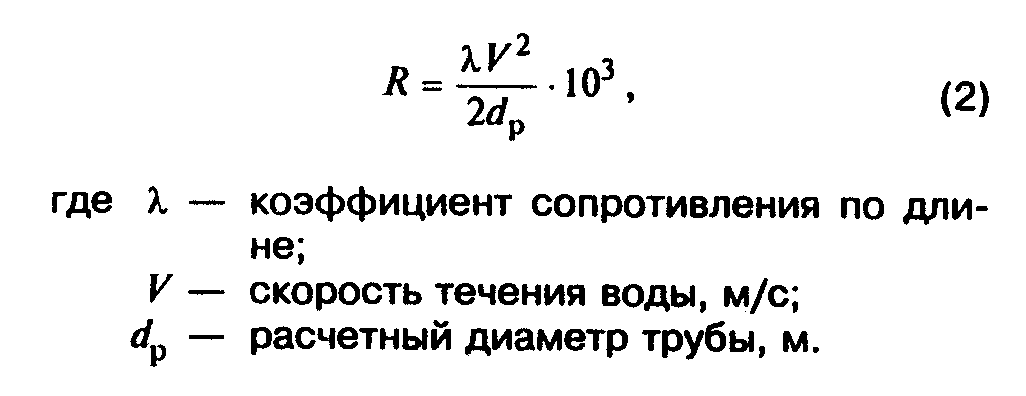 R = λV² / 2dₚ · 10³, (2)
где λ — коэффициент сопротивления по дли-
не;
V — скорость течения воды, м/с;
dₚ — расчетный диаметр трубы, м.